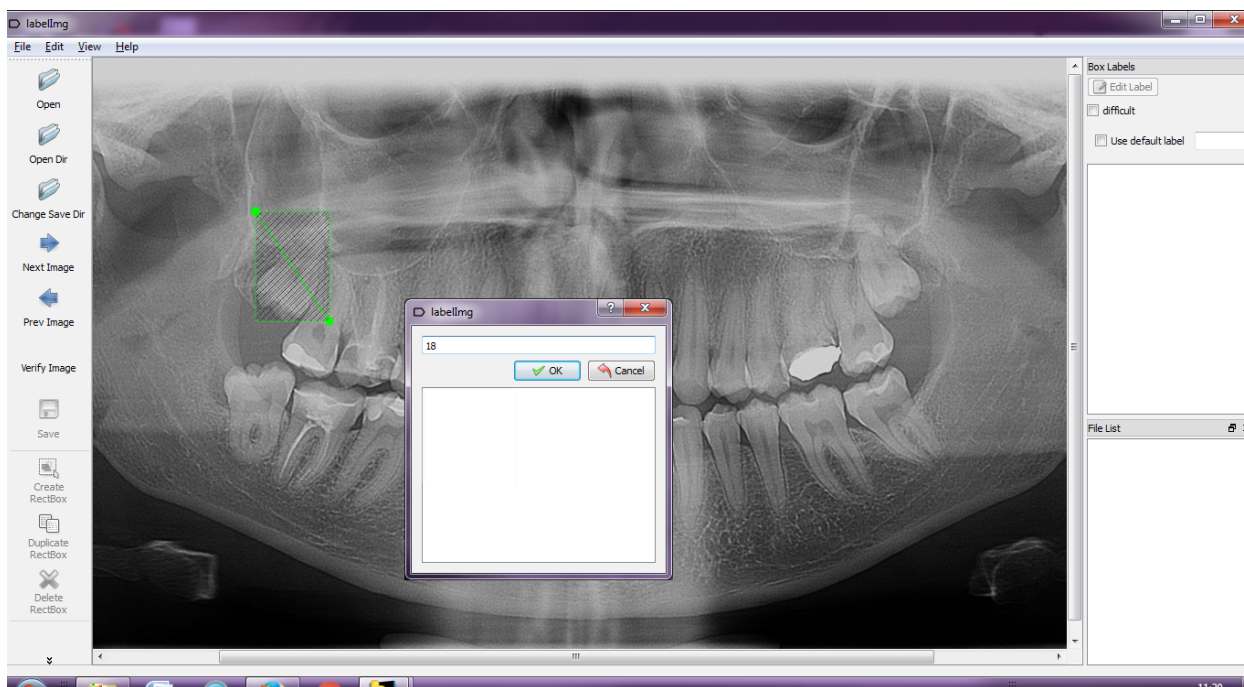 labelImg
File Edit View Help
Open
Open Dir
Change Save Dir
Next Image
Prev Image
Verify Image
Save
Create
RectBox
Duplicate
RectBox
Delete
RectBox
labelImg
18
OK Cancel
Box Labels
Edit Label
difficult
Use default label
File List
11:20